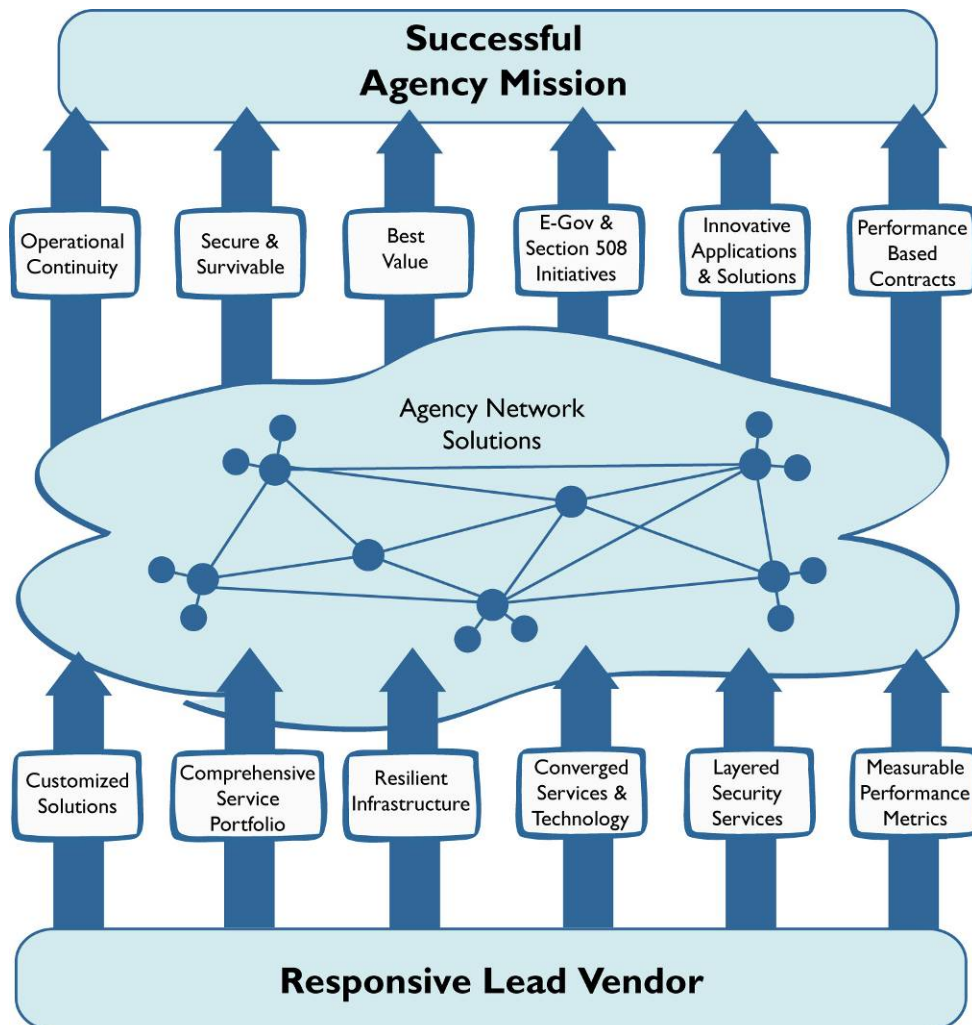 Successful
Agency Mission
Operational
Continuity
Secure &
Survivable
Best
Value
E-Gov &
Section 508
Initiatives
Innovative
Applications
& Solutions
Performance
Based
Contracts
Agency Network
Solutions
Customized
Solutions
Comprehensive
Service
Portfolio
Resilient
Infrastructure
Converged
Services &
Technology
Layered
Security
Services
Measurable
Performance
Metrics
Responsive Lead Vendor